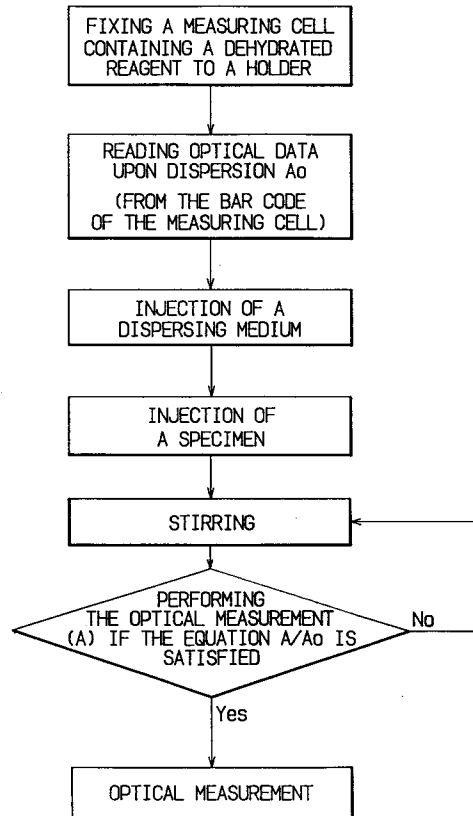 FIXING A MEASURING CELL
CONTAINING A DEHYDRATED
REAGENT TO A HOLDER
READING OPTICAL DATA
UPON DISPERSION Ao
(FROM THE BAR CODE
OF THE MEASURING CELL)
INJECTION OF A
DISPERSING MEDIUM
INJECTION OF
A SPECIMEN
STIRRING
PERFORMING
THE OPTICAL MEASUREMENT
(A) IF THE EQUATION A/Ao IS
SATISFIED
No
Yes
OPTICAL MEASUREMENT